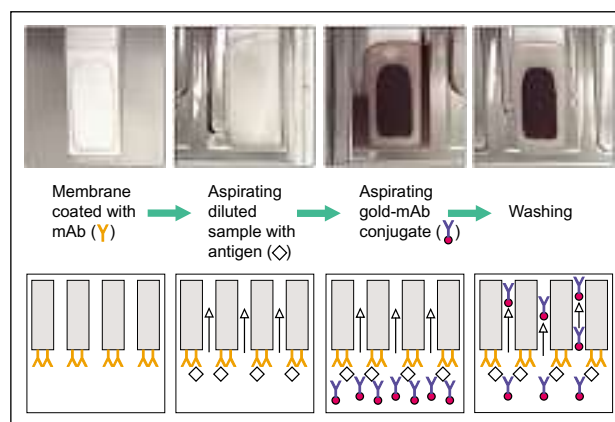 Membrane
coated with
mAb ( )
Aspirating
diluted
sample with
antigen ( )
Aspirating
gold-mAb
conjugate ( )
Washing